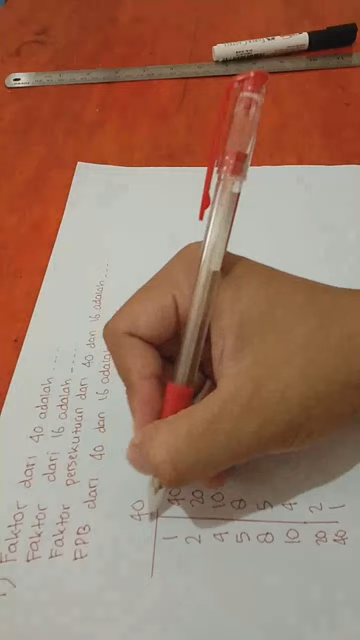 1) Faktor dari 40 adalah ....
Faktor dari 16 adalah ....
Faktor persekutuan dari 40 dan 16 adalah ...
FPB dari 40 dan 16 adalah
40
1 40
2 20
4 10
5 8
8 5
10 4
20 2
40 1